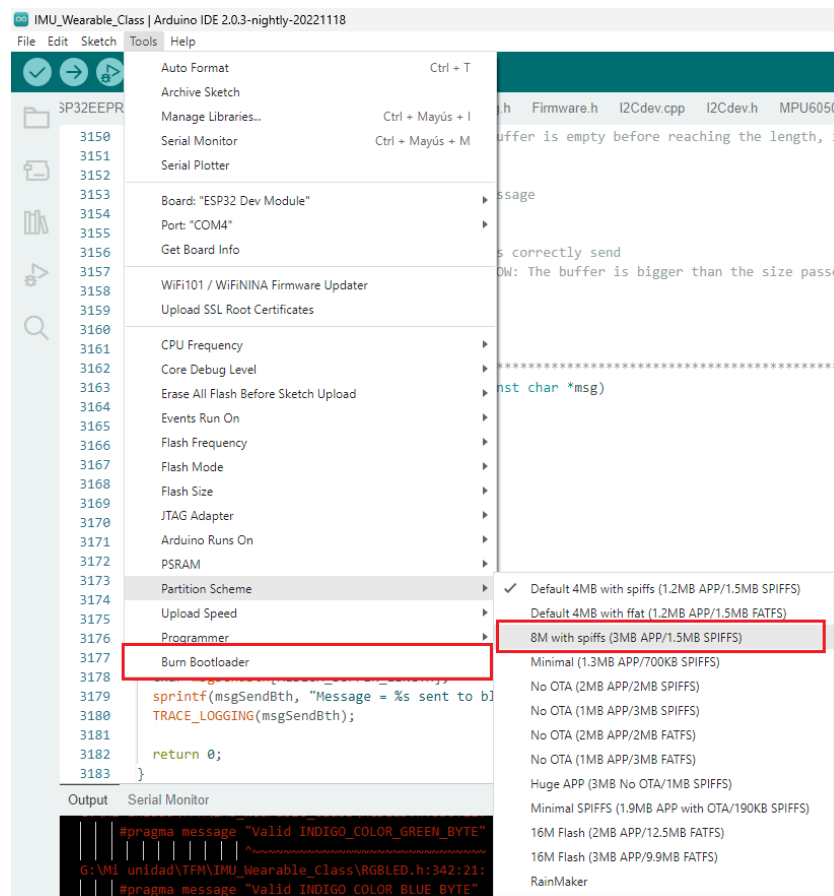 IMU_Wearable_Class | Arduino IDE 2.0.3-nightly-20221118
File Edit Sketch Tools Help
SP32EEPR
.h Firmware.h I2Cdev.cpp I2Cdev.h MPU6050
Auto Format Ctrl + T
Archive Sketch
Manage Libraries... Ctrl + Mayús + I
Serial Monitor Ctrl + Mayús + M
Serial Plotter
Board: "ESP32 Dev Module"
Port: "COM4"
Get Board Info
WiFi101 / WiFiNINA Firmware Updater
Upload SSL Root Certificates
CPU Frequency
Core Debug Level
Erase All Flash Before Sketch Upload
Events Run On
Flash Frequency
Flash Mode
Flash Size
JTAG Adapter
Arduino Runs On
PSRAM
Partition Scheme
Upload Speed
Programmer
Burn Bootloader
Default 4MB with spiffs (1.2MB APP/1.5MB SPIFFS)
Default 4MB with ffat (1.2MB APP/1.5MB FATFS)
8M with spiffs (3MB APP/1.5MB SPIFFS)
Minimal (1.3MB APP/700KB SPIFFS)
No OTA (2MB APP/2MB SPIFFS)
No OTA (1MB APP/3MB SPIFFS)
No OTA (2MB APP/2MB FATFS)
No OTA (1MB APP/3MB FATFS)
Huge APP (3MB No OTA/1MB SPIFFS)
Minimal SPIFFS (1.9MB APP with OTA/190KB SPIFFS)
16M Flash (2MB APP/12.5MB FATFS)
16M Flash (3MB APP/9.9MB FATFS)
RainMaker
3150 uffer is empty before reaching the length,
3151
3152
3153 ssage
3154
3155
3156 s correctly send
3157 OW: The buffer is bigger than the size passe
3158
3159
3160
3161
3162 *******************************************
3163 nst char *msg)
3164
3165
3166
3167
3168
3169
3170
3171
3172
3173
3174
3175
3176
3177
3178
3179 sprintf(msgSendBth, "Message = %s sent to bl
3180 TRACE_LOGGING(msgSendBth);
3181
3182 return 0;
3183 }
Output Serial Monitor
#pragma message "Valid INDIGO_COLOR_GREEN_BYTE"
^~~~~~~~~~~~~~~~~~~~~~~~~~~~~~~
G:\Mi unidad\TFM\IMU_Wearable_Class\RGBLED.h:342:21:
#pragma message "Valid INDIGO COLOR BLUE BYTE"